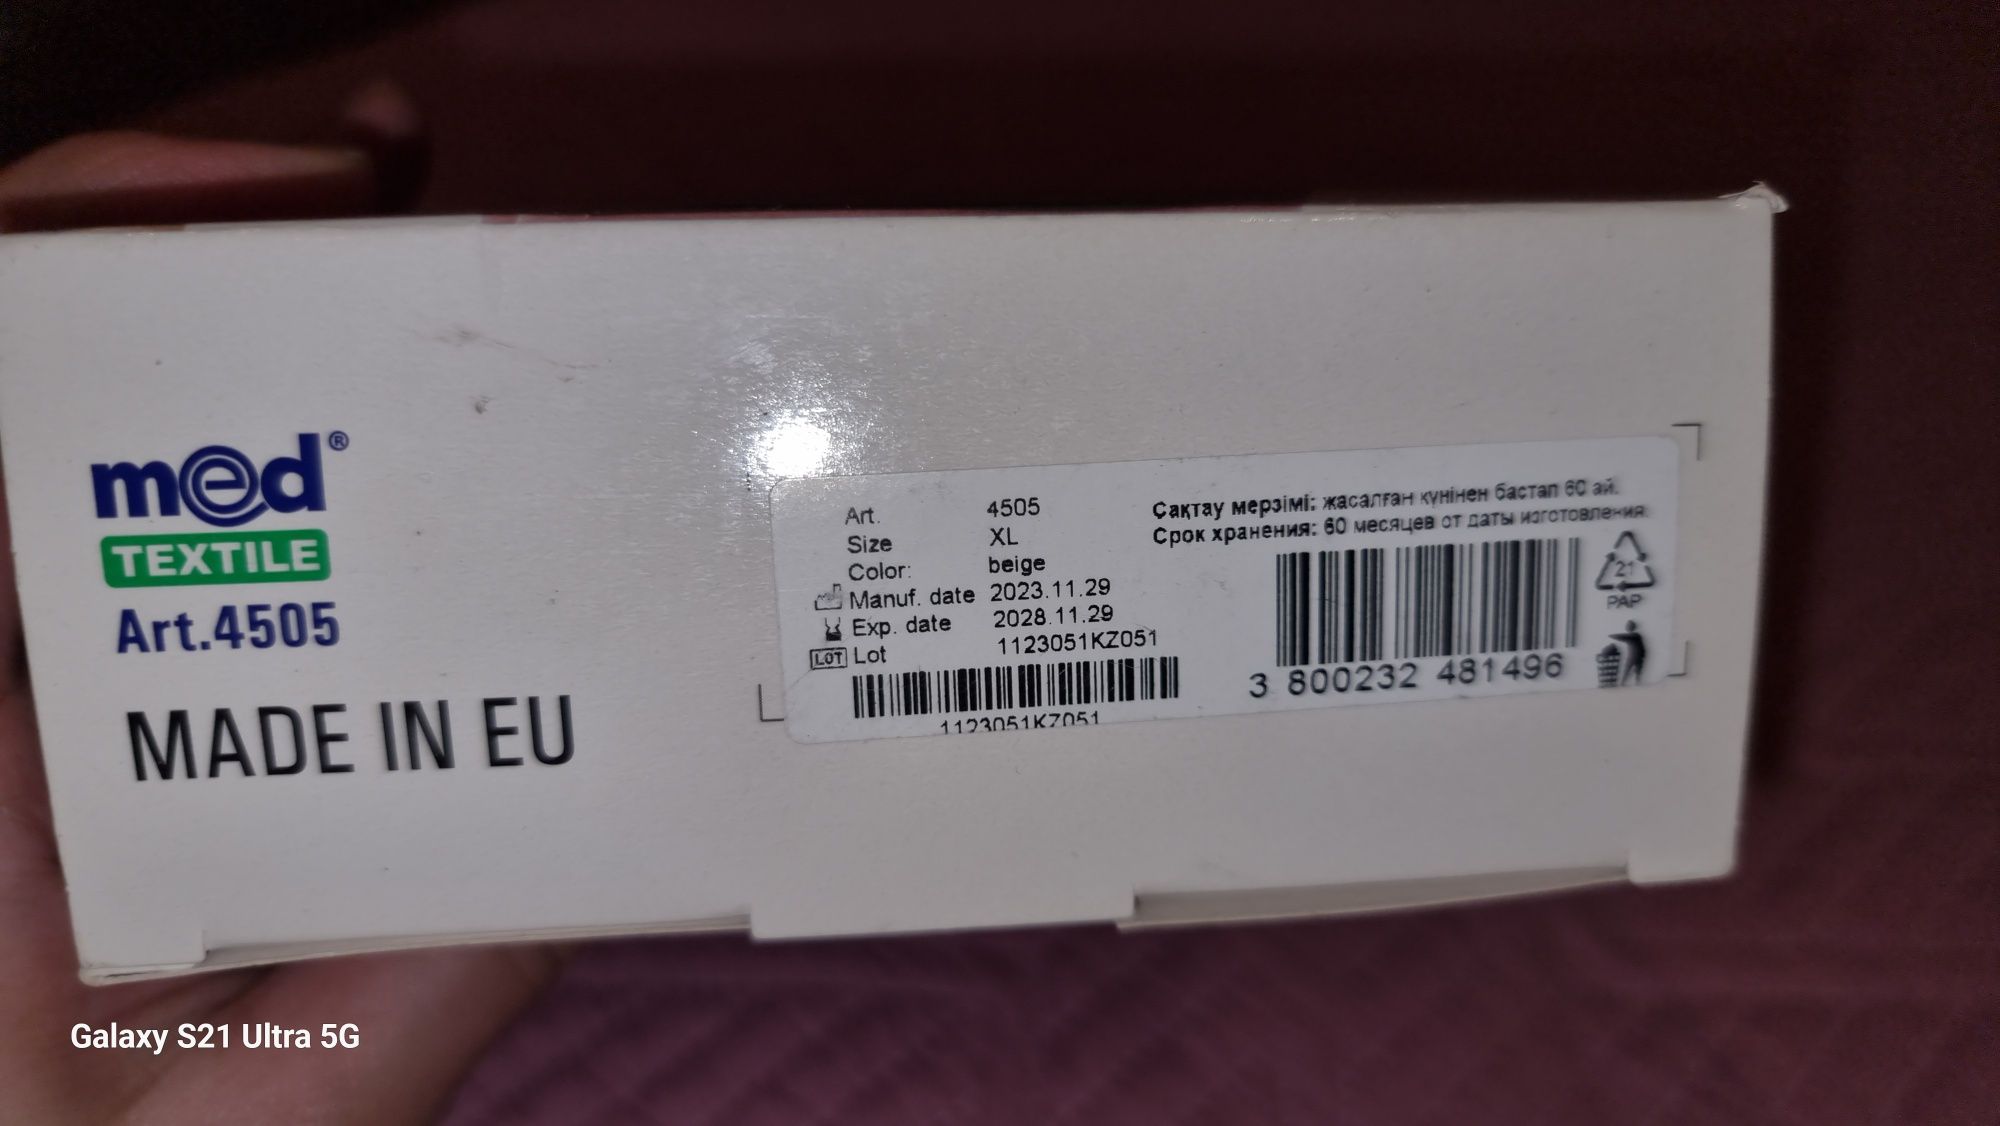 med®
TEXTILE
Art.4505
MADE IN EU
Art. 4505
Size XL
Color: beige
Manuf. date 2023.11.29
Exp. date 2028.11.29
LOT Lot 1123051KZ051
1123051KZ051
Сақтау мерзімі: жасалған күнінен бастап 60 ай.
Срок хранения: 60 месяцев от даты изготовления
3 800232 481496
21
PAP
Galaxy S21 Ultra 5G